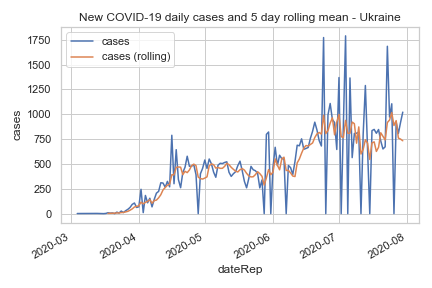 New COVID-19 daily cases and 5 day rolling mean - Ukraine
cases
cases (rolling)
1750
1500
1250
1000
750
500
250
0
cases
2020-03
2020-04
2020-05
2020-06
2020-07
2020-08
dateRep